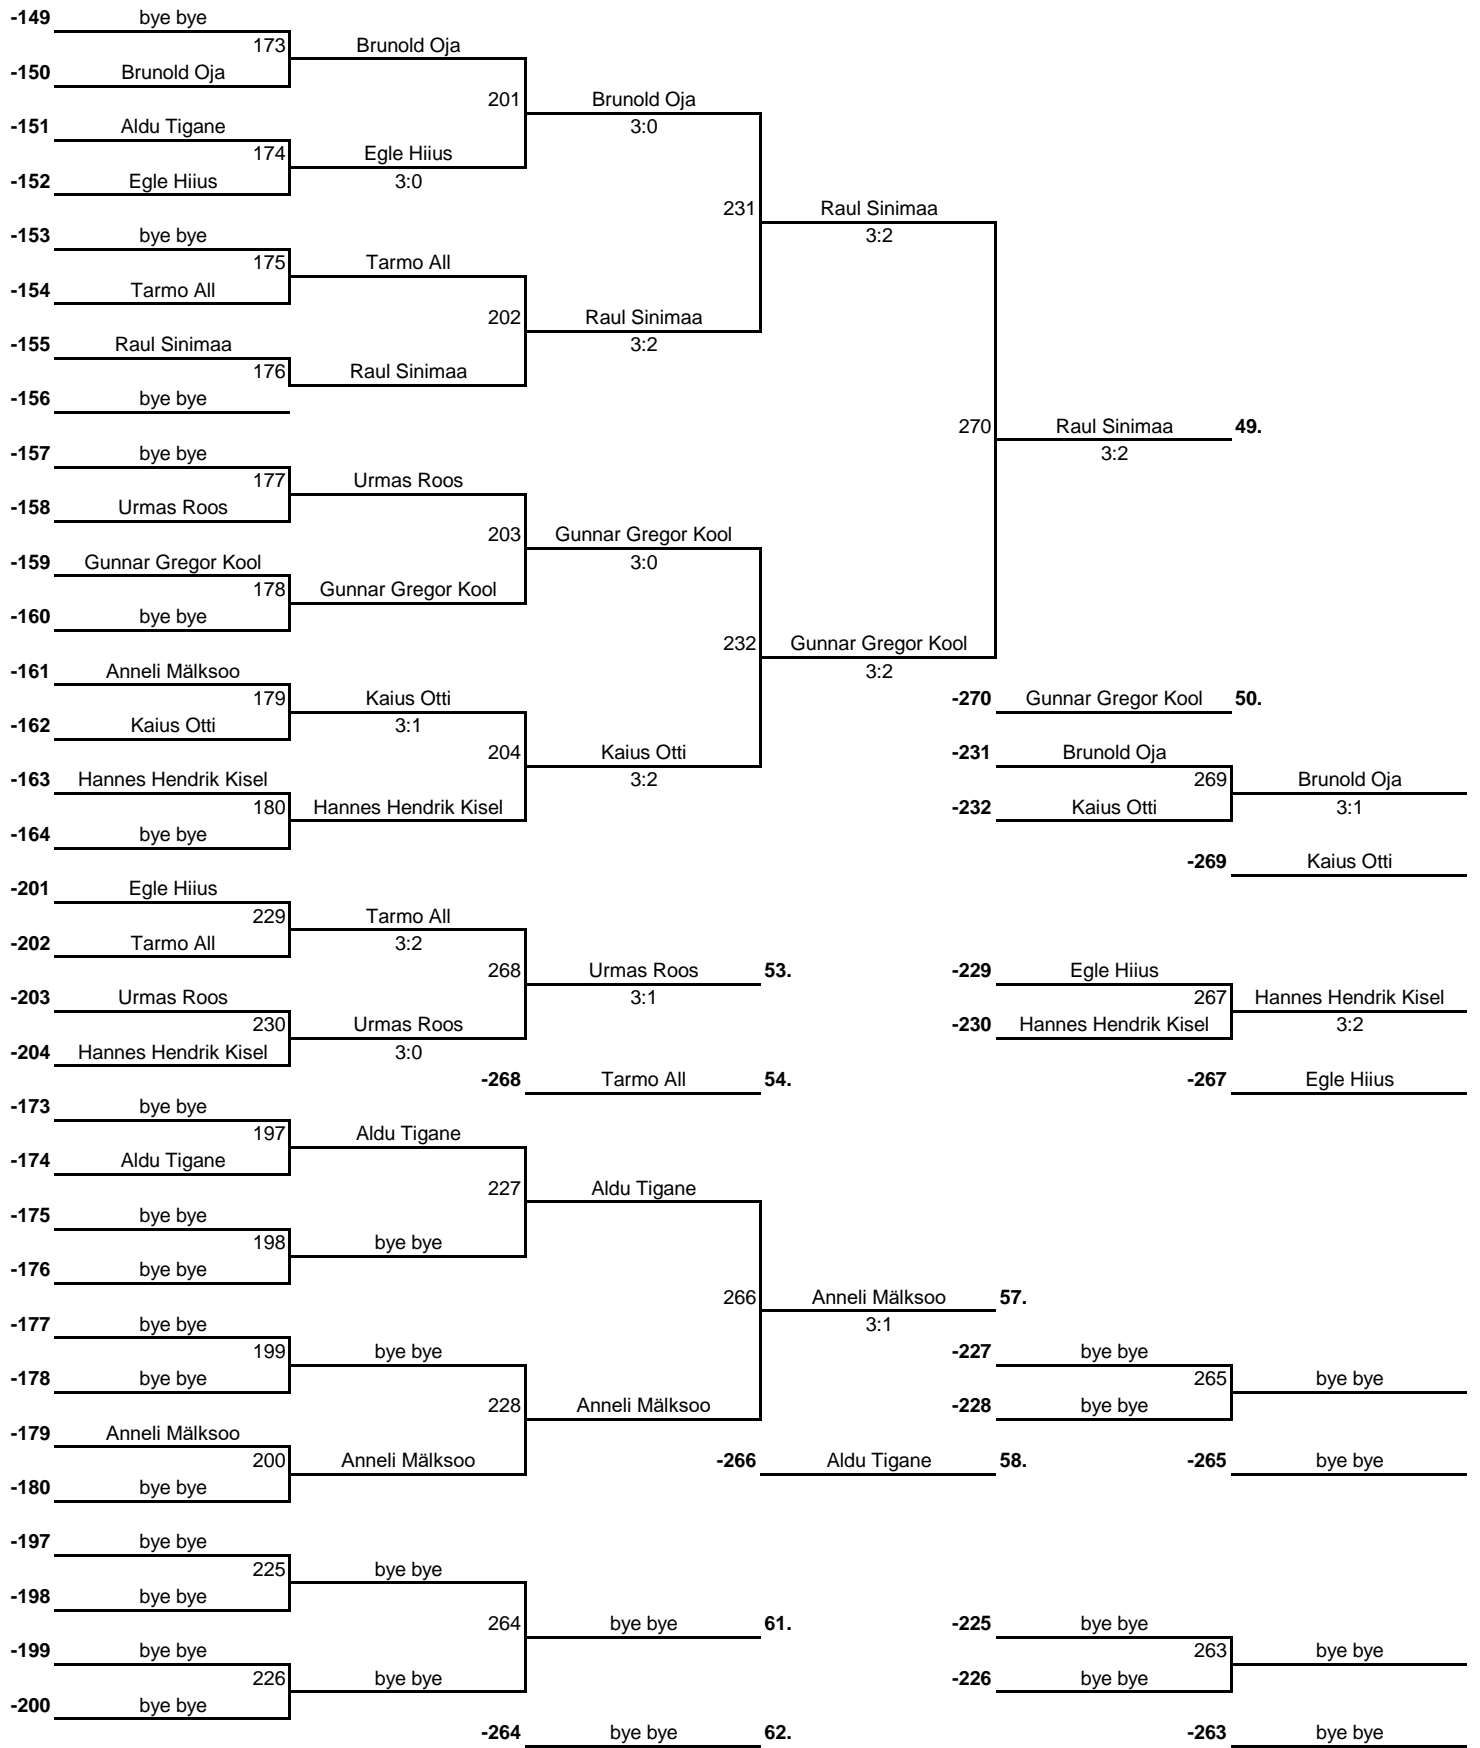 -149 bye bye
173 Brunold Oja
-150 Brunold Oja
201 Brunold Oja
-151 Aldu Tigane 3:0
174 Egle Hiius
-152 Egle Hiius 3:0
231 Raul Sinimaa
-153 bye bye 3:2
175 Tarmo All
-154 Tarmo All
202 Raul Sinimaa
-155 Raul Sinimaa 3:2
176 Raul Sinimaa
-156 bye bye
270 Raul Sinimaa 49.
-157 bye bye 3:2
177 Urmas Roos
-158 Urmas Roos
203 Gunnar Gregor Kool
-159 Gunnar Gregor Kool 3:0
178 Gunnar Gregor Kool
-160 bye bye
232 Gunnar Gregor Kool
-161 Anneli Mälksoo 3:2
179 Kaius Otti -270 Gunnar Gregor Kool 50.
-162 Kaius Otti 3:1
204 Kaius Otti -231 Brunold Oja
-163 Hannes Hendrik Kisel 3:2 269 Brunold Oja
180 Hannes Hendrik Kisel -232 Kaius Otti 3:1
-164 bye bye
-269 Kaius Otti
-201 Egle Hiius
229 Tarmo All
-202 Tarmo All 3:2
268 Urmas Roos 53. -229 Egle Hiius
-203 Urmas Roos 3:1 267 Hannes Hendrik Kisel
230 Urmas Roos -230 Hannes Hendrik Kisel 3:2
-204 Hannes Hendrik Kisel 3:0
-268 Tarmo All 54. -267 Egle Hiius
-173 bye bye
197 Aldu Tigane
-174 Aldu Tigane
227 Aldu Tigane
-175 bye bye
198 bye bye
-176 bye bye
266 Anneli Mälksoo 57.
-177 bye bye 3:1
199 bye bye -227 bye bye
-178 bye bye 265 bye bye
228 Anneli Mälksoo -228 bye bye
-179 Anneli Mälksoo
200 Anneli Mälksoo -266 Aldu Tigane 58. -265 bye bye
-180 bye bye
-197 bye bye
225 bye bye
-198 bye bye
264 bye bye 61. -225 bye bye
-199 bye bye 263 bye bye
226 bye bye -226 bye bye
-200 bye bye
-264 bye bye 62. -263 bye bye